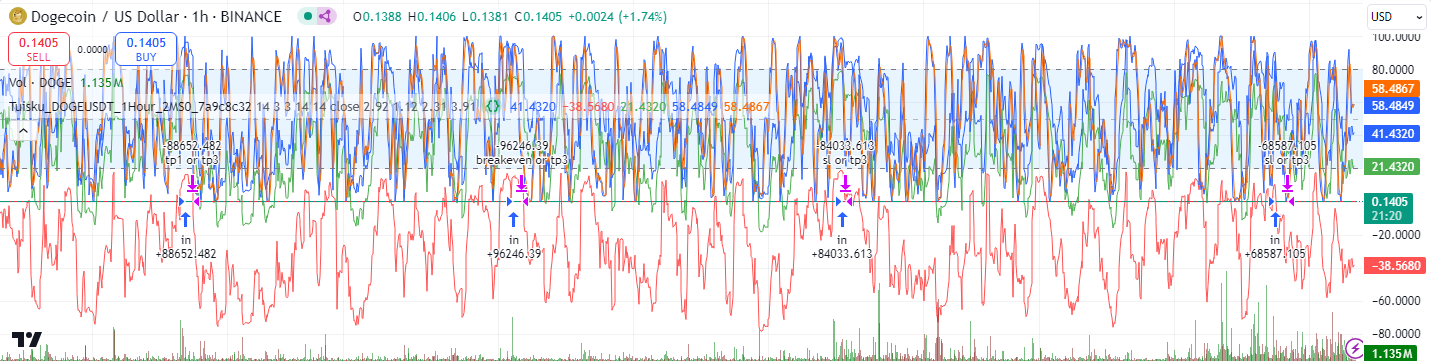 Dogecoin / US Dollar · 1h · BINANCE O0.1388 H0.1406 L0.1381 C0.1405 +0.0024 (+1.74%)
USD
0.1405 SELL
0.0000
0.1405 BUY
Vol · DOGE 1.135M
Tuisku_DOGEUSDT_1Hour_2MS0_7a9c8c32 14 3 3 14 14 close 2.92 1.12 2.31 3.91 41.4320 −38.5680 21.4320 58.4849 58.4867
-88652.482
tp1 or tp3
in
+88652.482
-96246.39
breakeven or tp3
in
+96246.39
-84033.613
sl or tp3
in
+84033.613
-68587.105
sl or tp3
in
+68587.105
100.0000
80.0000
58.4867
58.4849
41.4320
21.4320
0.1405
21:20
−20.0000
−38.5680
−60.0000
−80.0000
1.135M